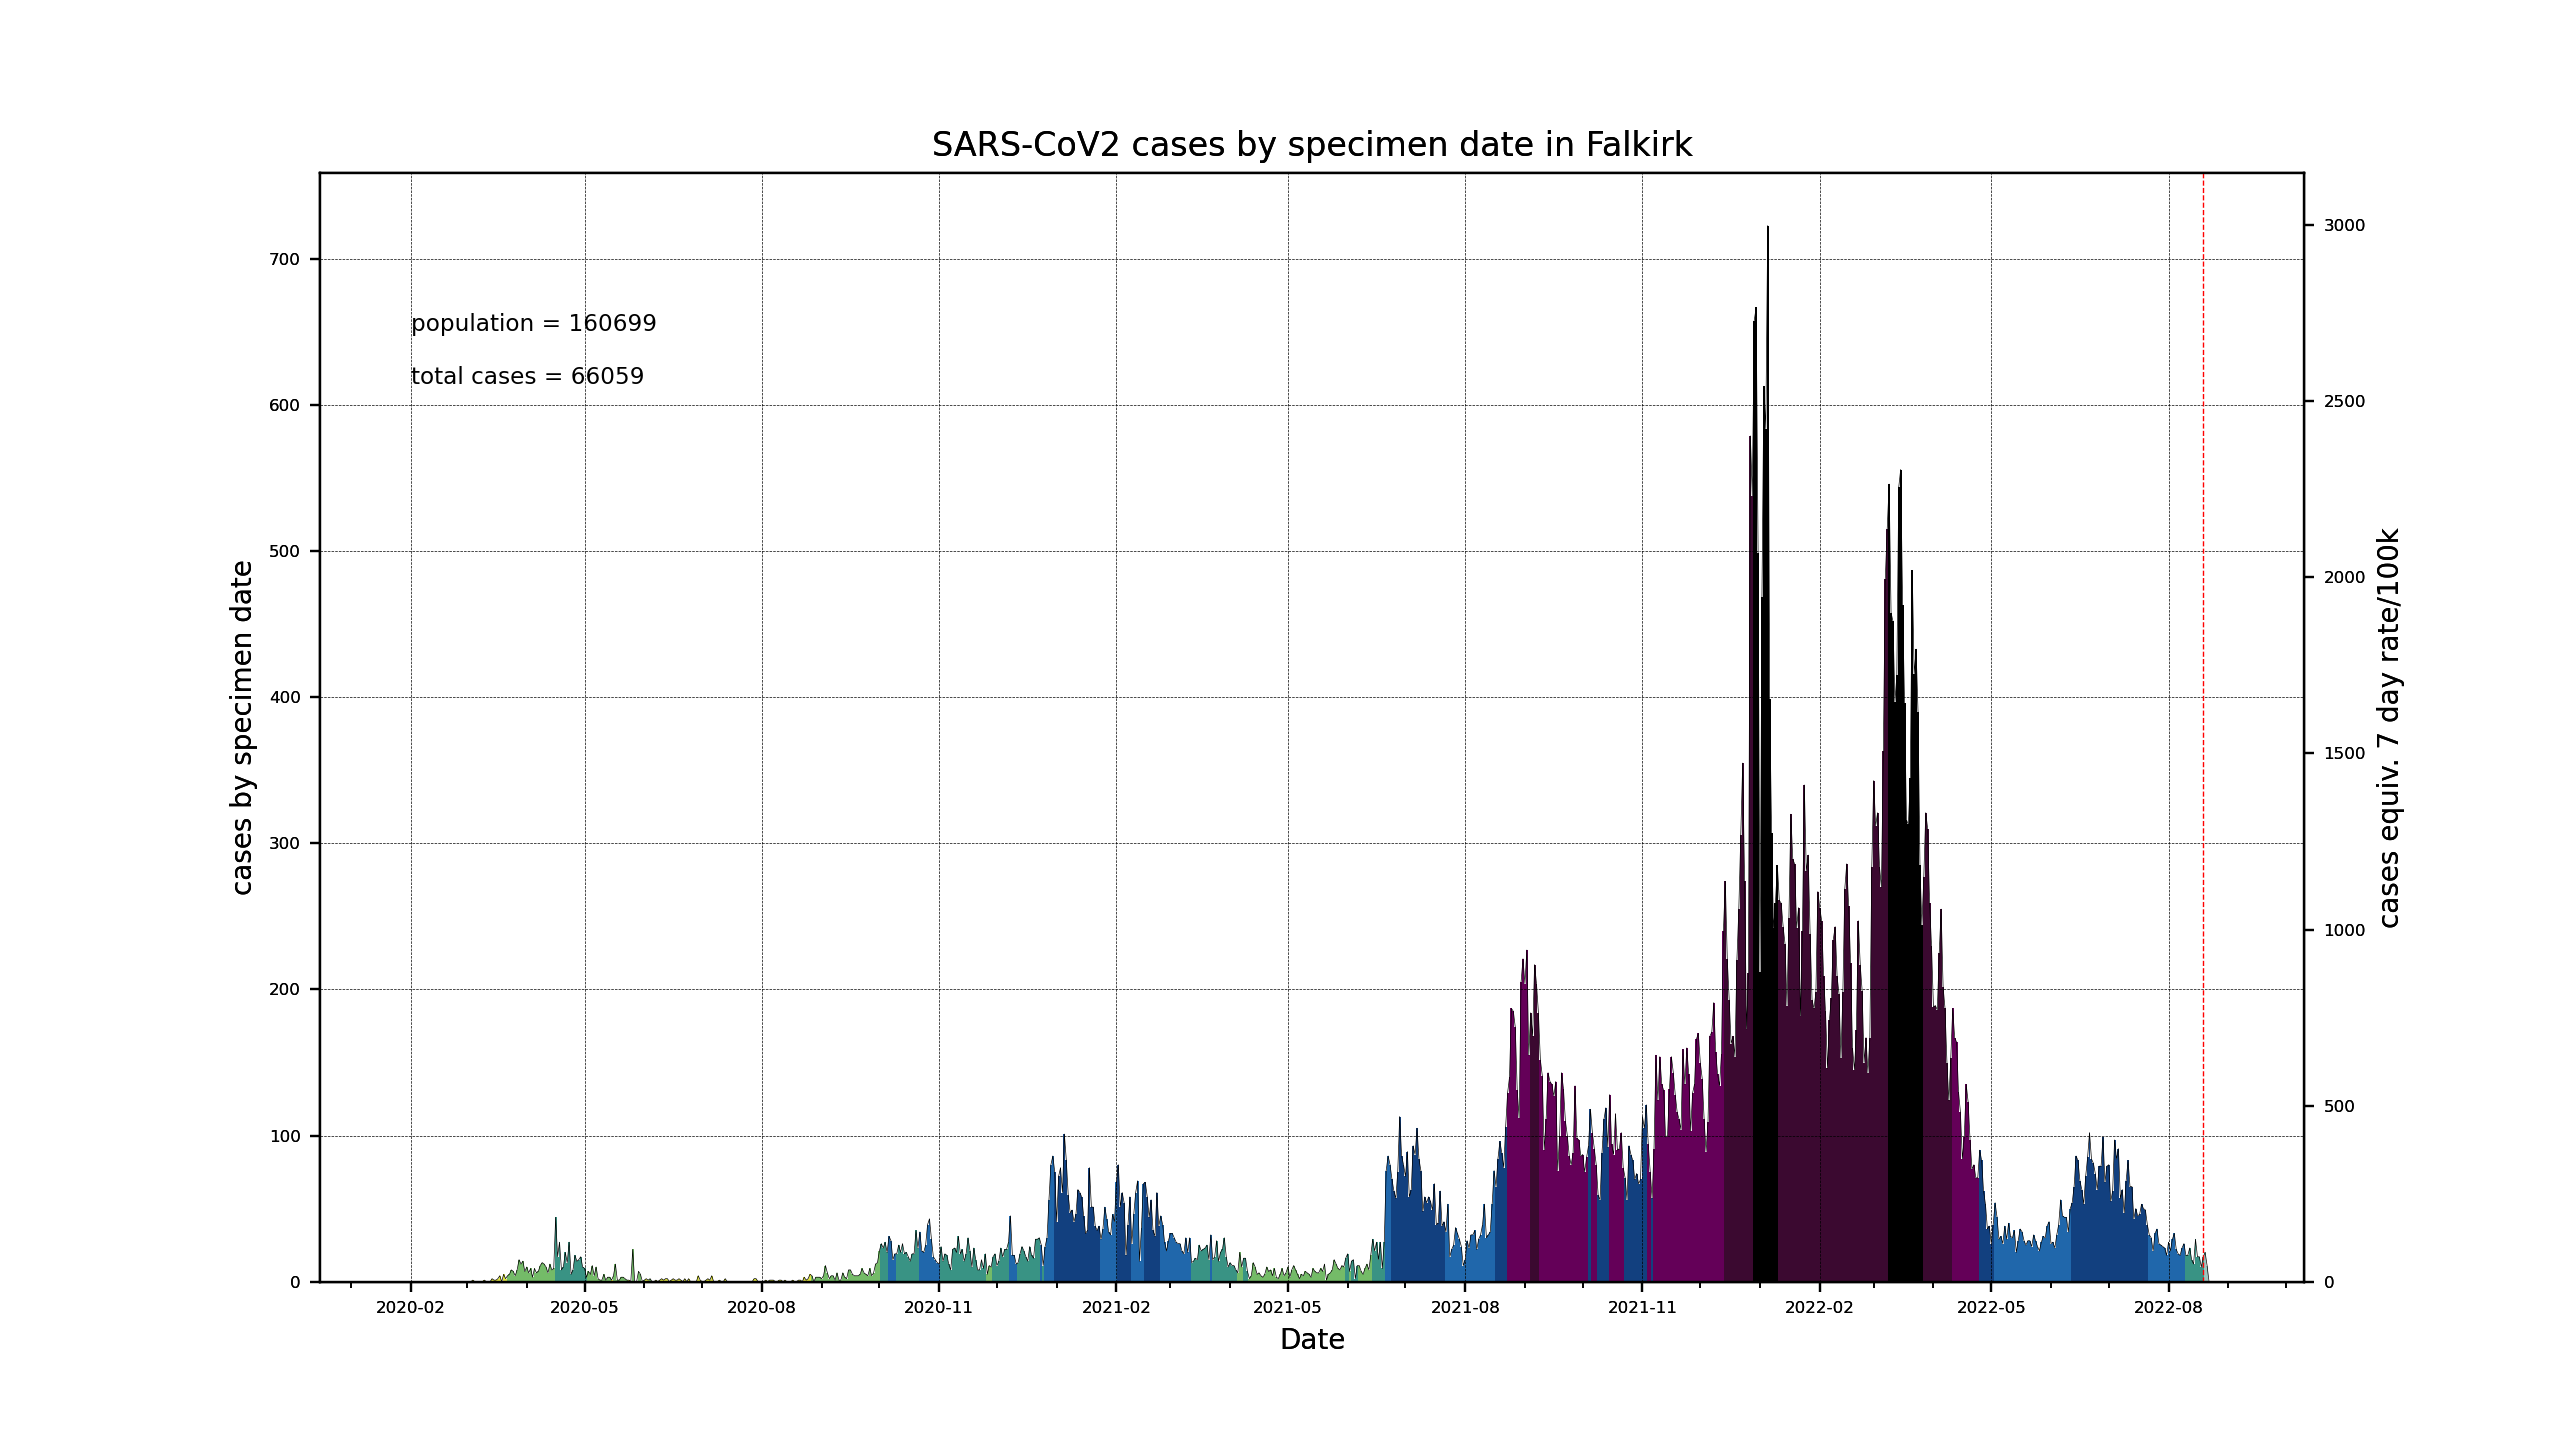 SARS-CoV2 cases by specimen date in Falkirk
population = 160699
total cases = 66059
cases by specimen date
700
600
500
400
300
200
100
0
3000
2500
2000
1500
1000
500
0
cases equiv. 7 day rate/100k
2020-02 2020-05 2020-08 2020-11 2021-02 2021-05 2021-08 2021-11 2022-02 2022-05 2022-08
Date